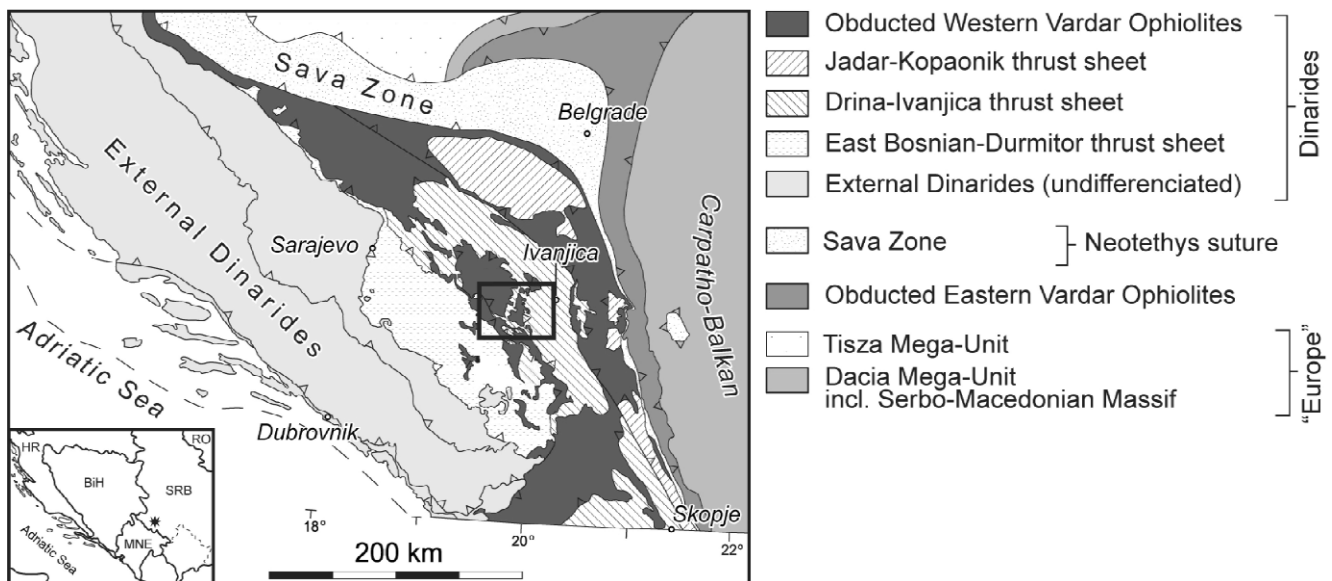 Sava Zone
Belgrade
External Dinarides
Sarajevo
Ivanjica
Carpatho-Balkan
Adriatic Sea
Dubrovnik
Skopje
18°
20°
22°
200 km
HR
RO
BiH
SRB
MNE
Adriatic Sea
Obducted Western Vardar Ophiolites
Jadar-Kopaonik thrust sheet
Drina-Ivanjica thrust sheet
East Bosnian-Durmitor thrust sheet
External Dinarides (undifferenciated)
Dinarides
Sava Zone
Neotethys suture
Obducted Eastern Vardar Ophiolites
Tisza Mega-Unit
Dacia Mega-Unit
incl. Serbo-Macedonian Massif
“Europe”